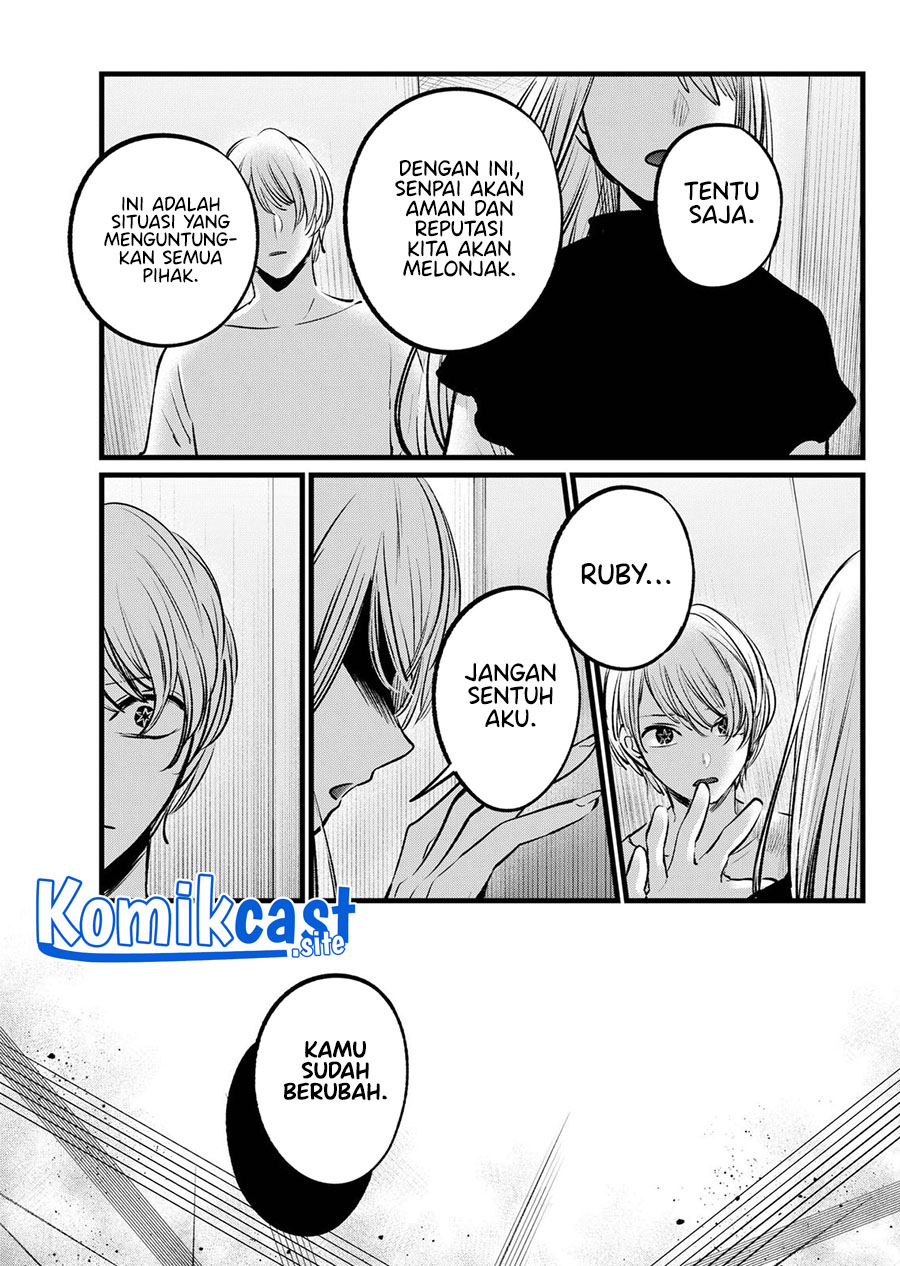 TENTU
SAJA.
DENGAN INI,
SENPAI AKAN
AMAN DAN
REPUTASI
KITA AKAN
MELONJAK.
INI ADALAH
SITUASI YANG
MENGUNTUNG-
KAN SEMUA
PIHAK.
RUBY...
JANGAN
SENTUH
AKU.
Komikcast
.site
KAMU
SUDAH
BERUBAH.